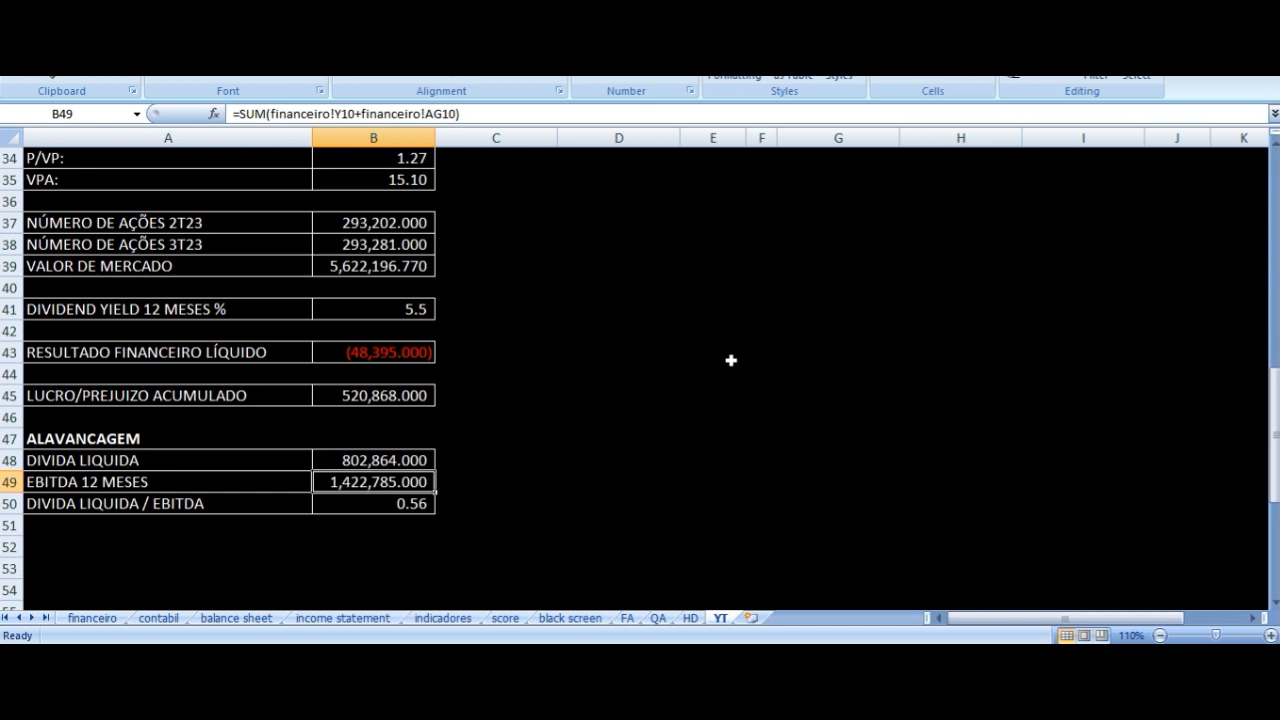 Clipboard Font Alignment Number Styles Cells Editing
B49 =SUM(financeiro!Y10+financeiro!AG10)
A B C D E F G H I J K
34 P/VP: 1.27
35 VPA: 15.10
36
37 NÚMERO DE AÇÕES 2T23 293,202.000
38 NÚMERO DE AÇÕES 3T23 293,281.000
39 VALOR DE MERCADO 5,622,196.770
40
41 DIVIDEND YIELD 12 MESES % 5.5
42
43 RESULTADO FINANCEIRO LÍQUIDO (48,395.000)
44
45 LUCRO/PREJUIZO ACUMULADO 520,868.000
46
47 ALAVANCAGEM
48 DIVIDA LIQUIDA 802,864.000
49 EBITDA 12 MESES 1,422,785.000
50 DIVIDA LIQUIDA / EBITDA 0.56
51
52
53
54
financeiro contabil balance sheet income statement indicadores score black screen FA QA HD YT
Ready 110%